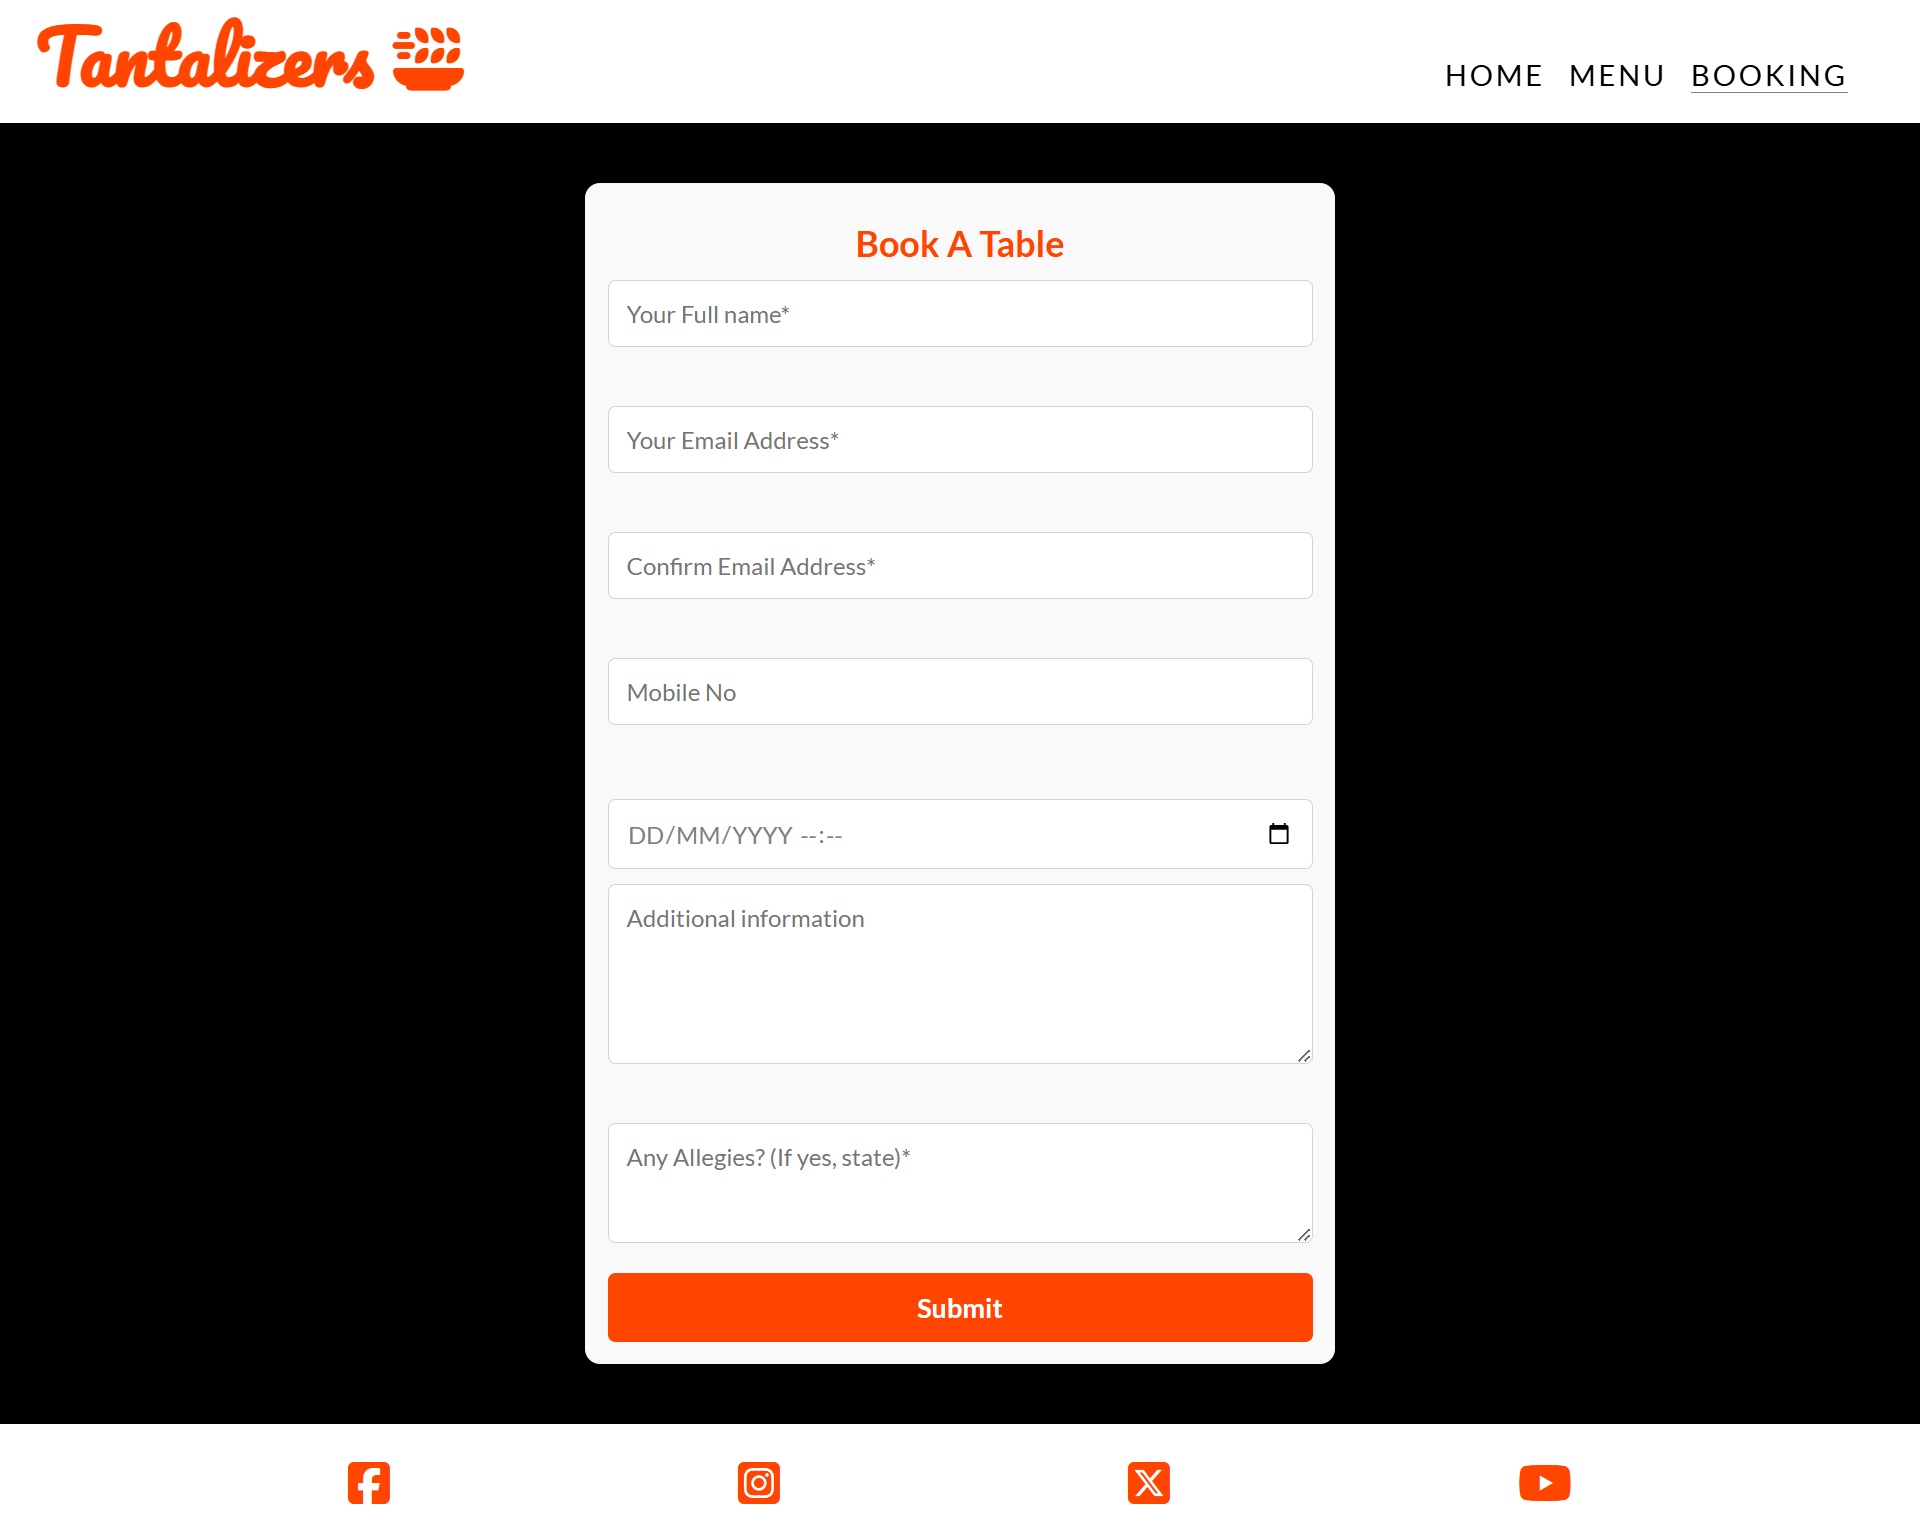 Tantalizers
HOME MENU BOOKING
Book A Table
Your Full name*
Your Email Address*
Confirm Email Address*
Mobile No
DD/MM/YYYY --:--
Additional information
Any Allegies? (If yes, state)*
Submit